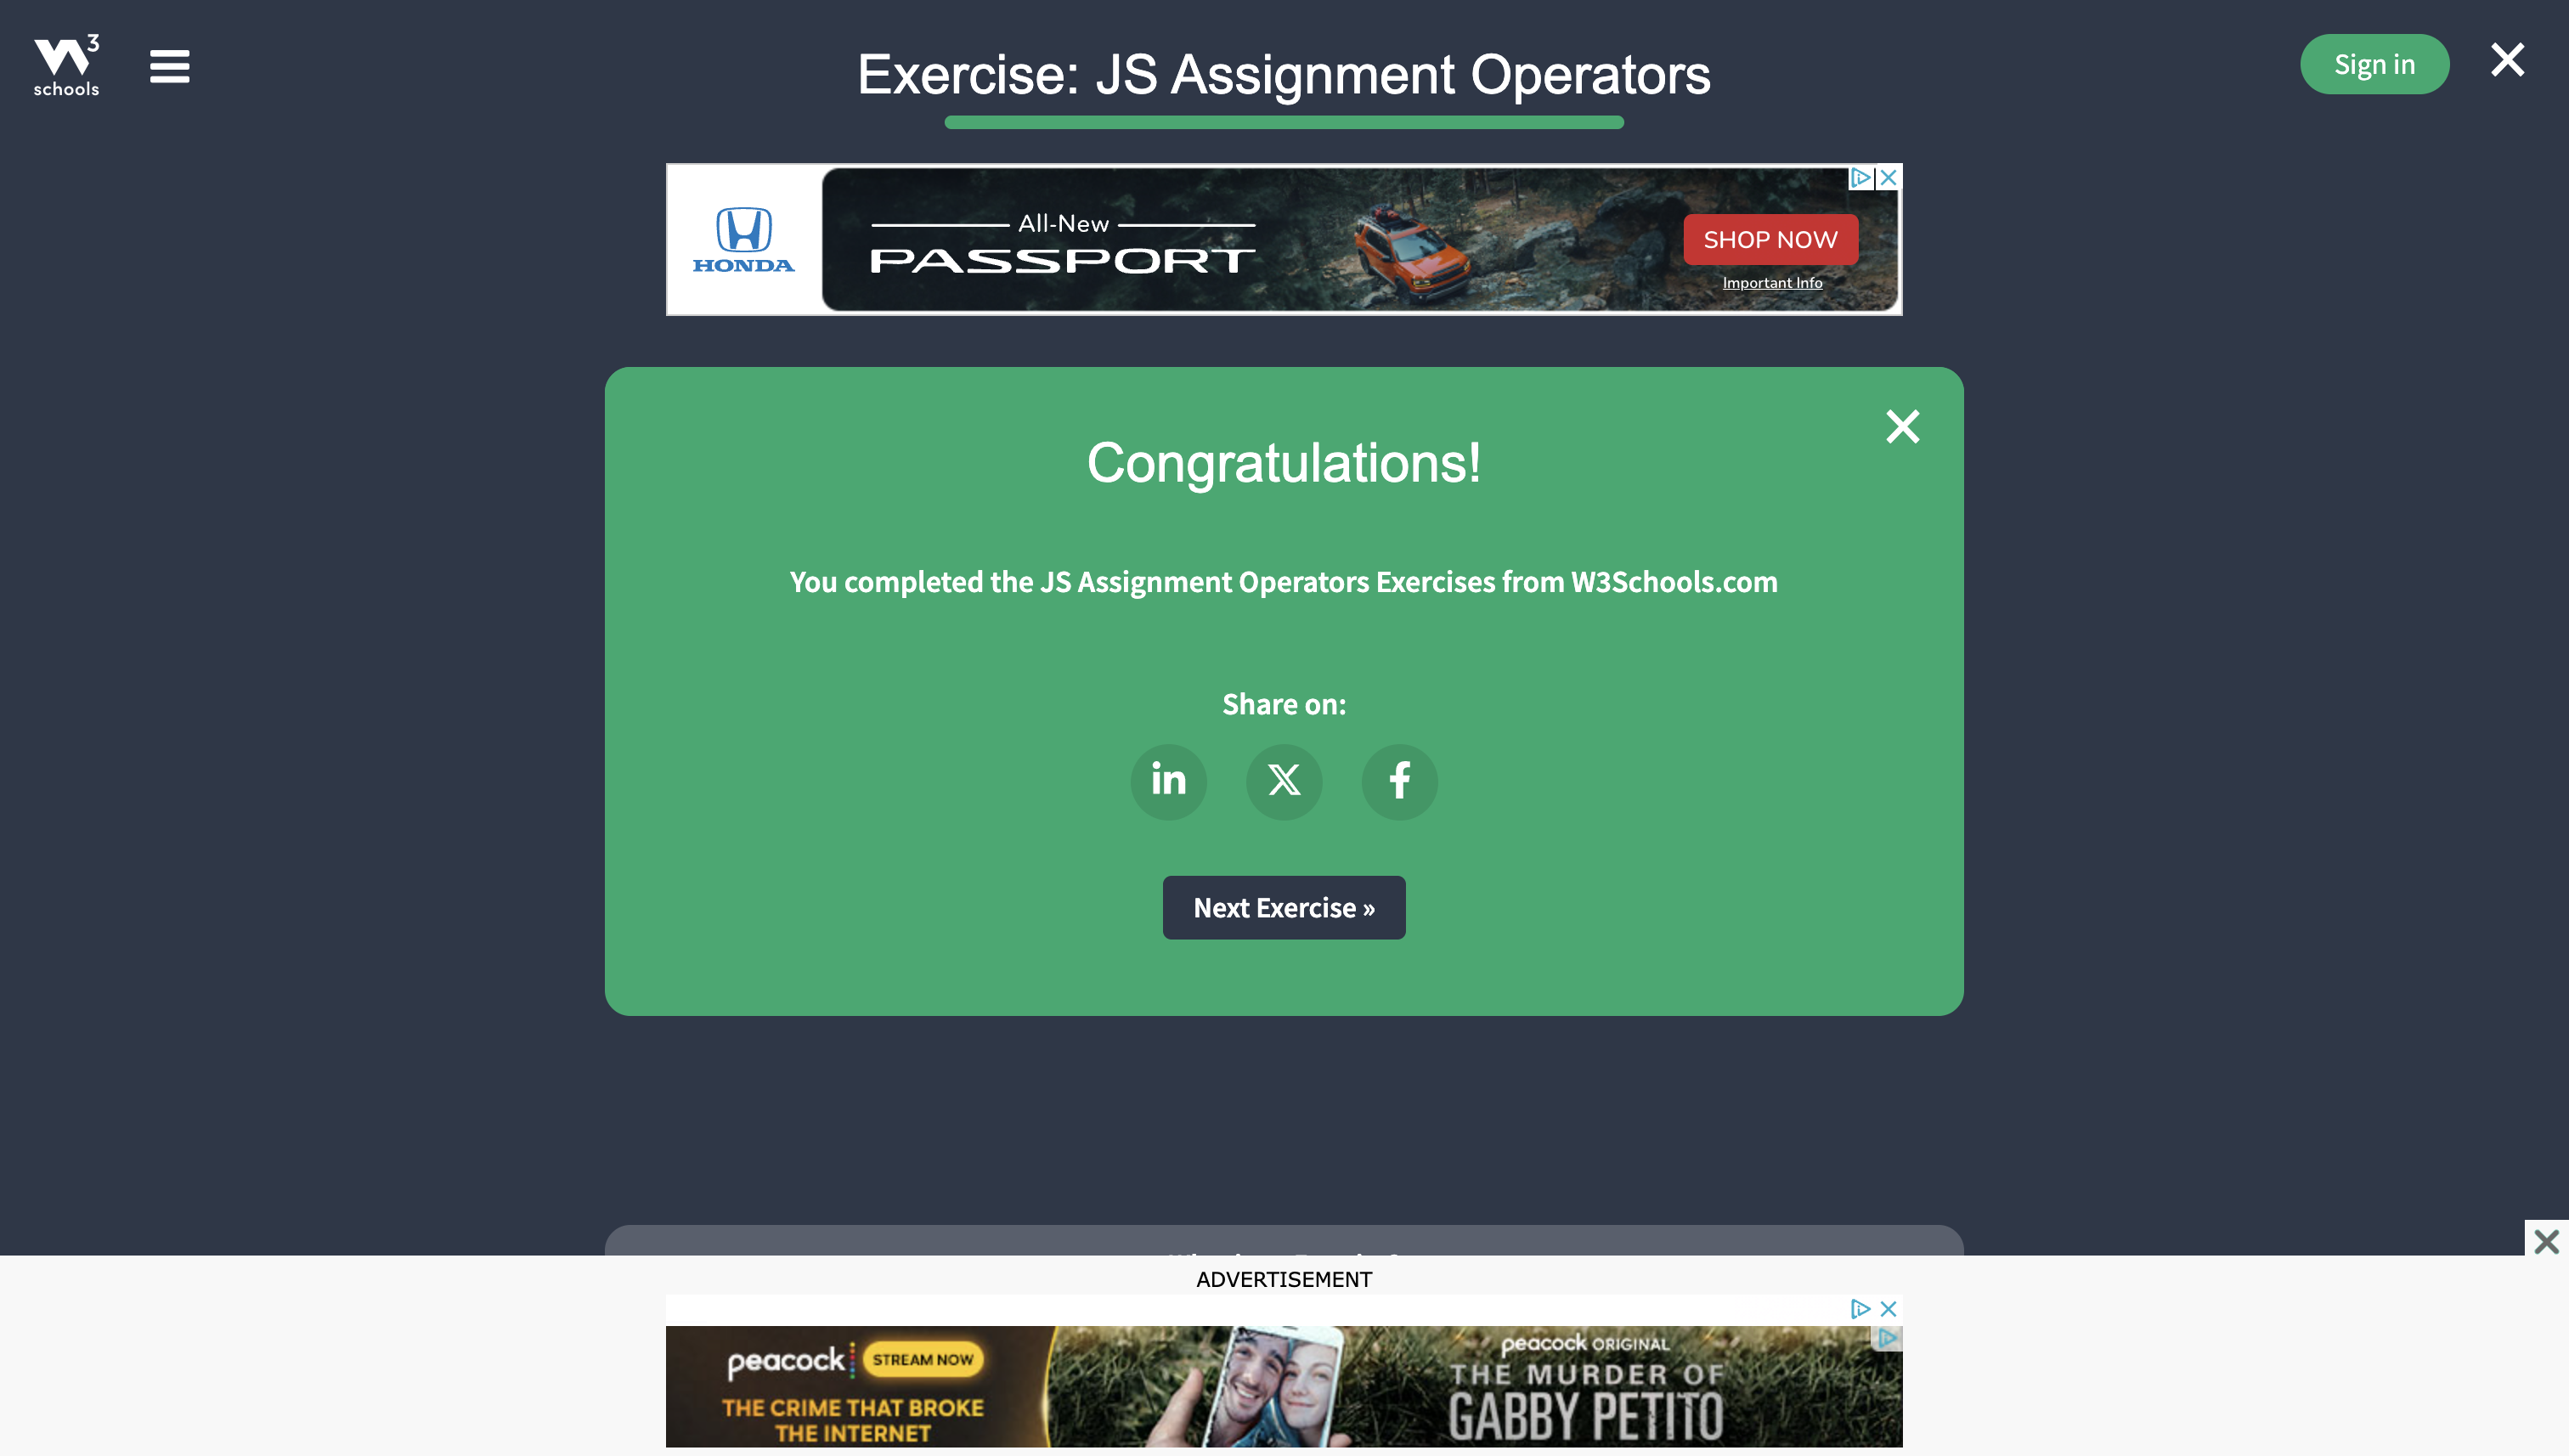 W3
schools
Exercise: JS Assignment Operators
Sign in
HONDA
All-New
PASSPORT
SHOP NOW
Important Info
Congratulations!
You completed the JS Assignment Operators Exercises from W3Schools.com
Share on:
in
X
f
Next Exercise »
ADVERTISEMENT
peacock
STREAM NOW
THE CRIME THAT BROKE
THE INTERNET
peacock ORIGINAL
THE MURDER OF
GABBY PETITO